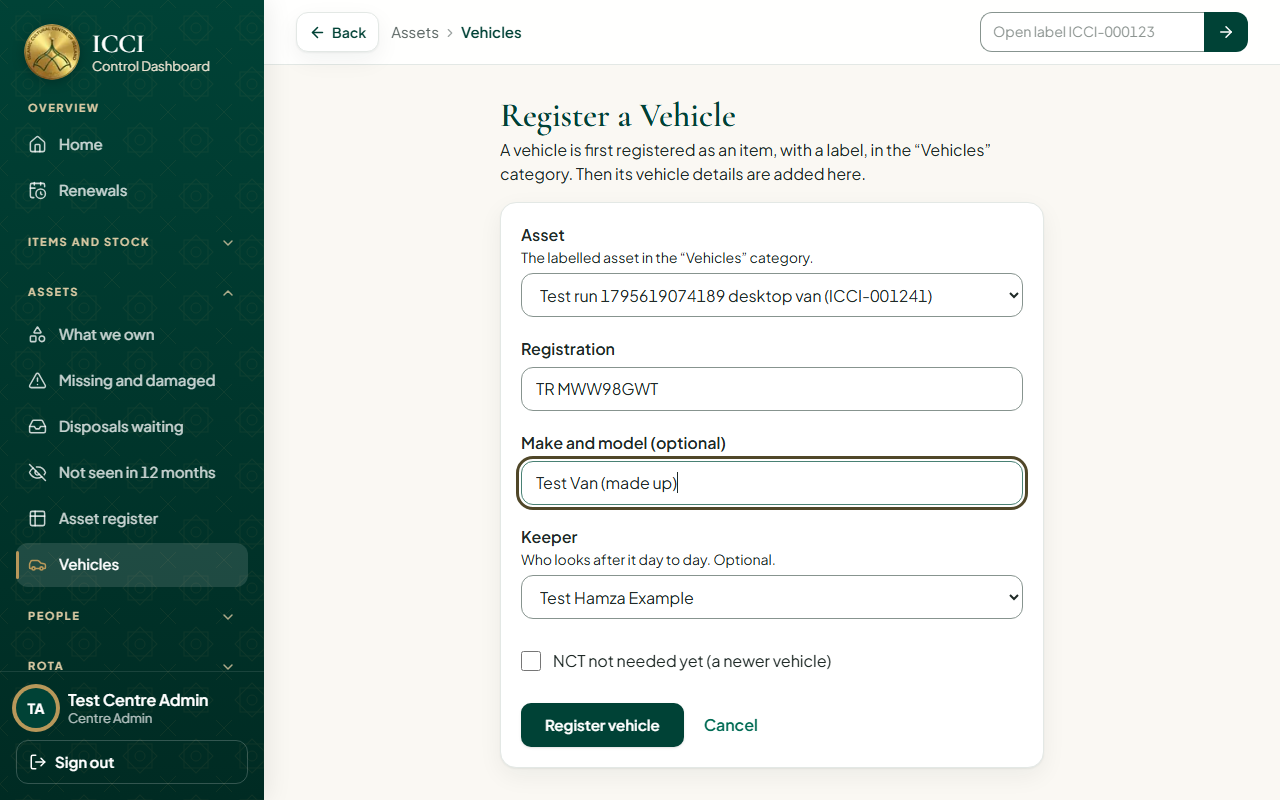 ICCI
Control Dashboard
OVERVIEW
Home
Renewals
ITEMS AND STOCK
ASSETS
What we own
Missing and damaged
Disposals waiting
Not seen in 12 months
Asset register
Vehicles
PEOPLE
ROTA
TA
Test Centre Admin
Centre Admin
Sign out
Back
Assets
Vehicles
Open label ICCI-000123
Register a Vehicle
A vehicle is first registered as an item, with a label, in the “Vehicles”
category. Then its vehicle details are added here.
Asset
The labelled asset in the “Vehicles” category.
Test run 1795619074189 desktop van (ICCI-001241)
Registration
TR MWW98GWT
Make and model (optional)
Test Van (made up)
Keeper
Who looks after it day to day. Optional.
Test Hamza Example
NCT not needed yet (a newer vehicle)
Register vehicle
Cancel